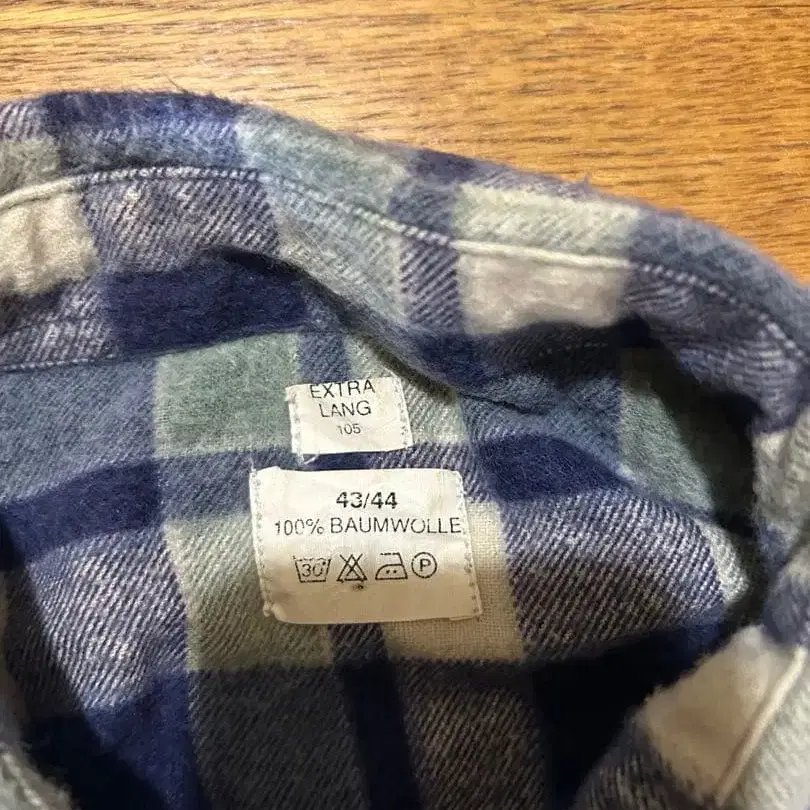 EXTRA
LANG
105
43/44
100% BAUMWOLLE
30° P